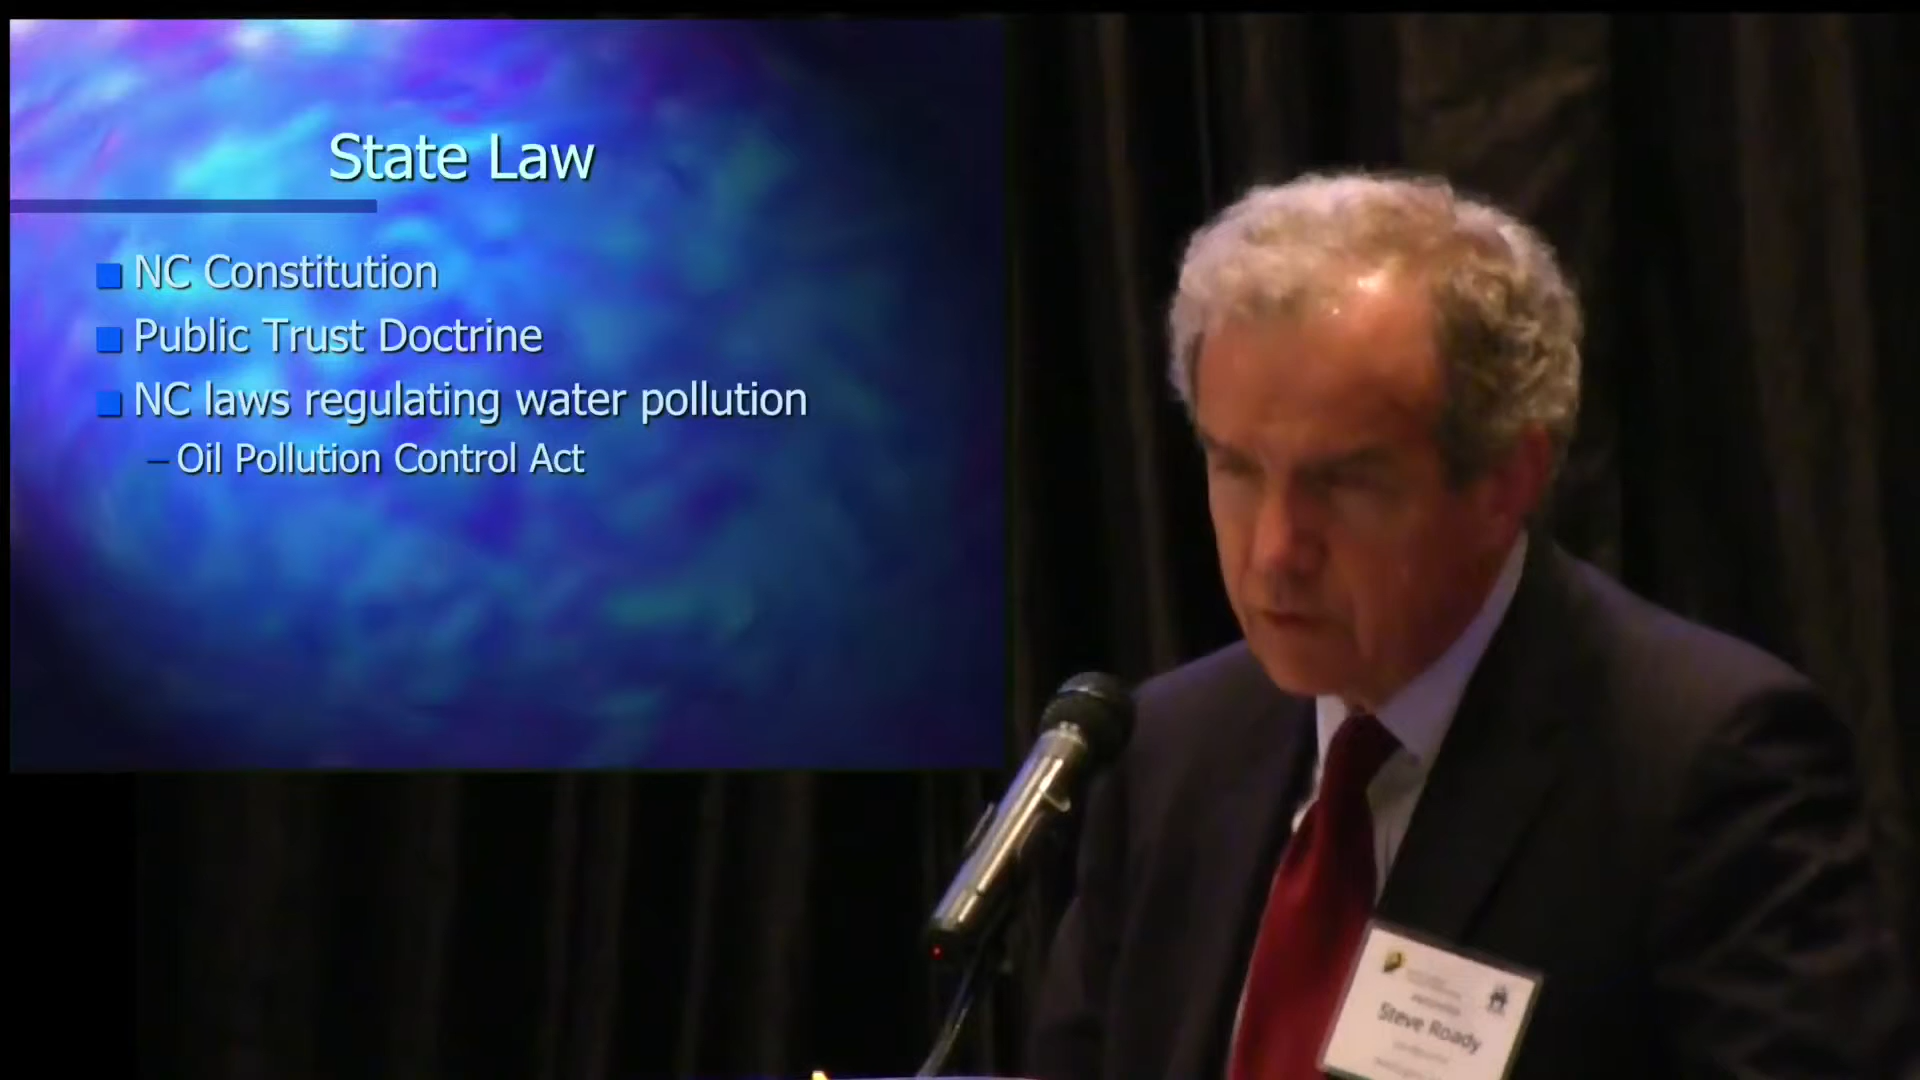 State Law
NC Constitution
Public Trust Doctrine
NC laws regulating water pollution
– Oil Pollution Control Act
Steve Roady